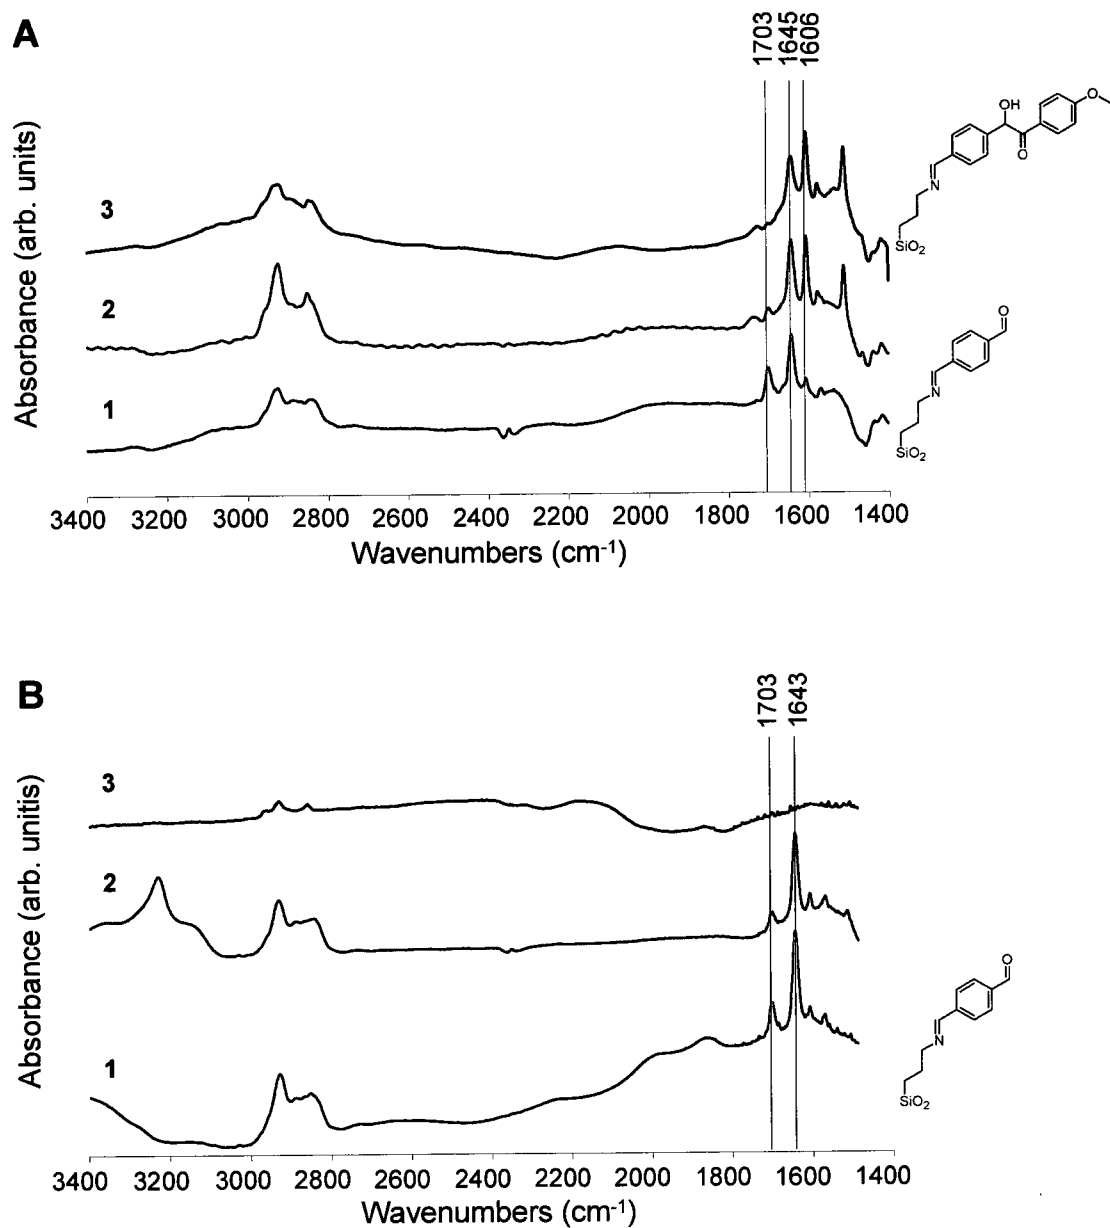 A
1703
1645
1606
Absorbance (arb. units)
3
2
1
OH
O
O
N
SiO2
O
N
SiO2
3400 3200 3000 2800 2600 2400 2200 2000 1800 1600 1400
Wavenumbers (cm-1)
B
1703
1643
Absorbance (arb. unitis)
3
2
1
O
N
SiO2
3400 3200 3000 2800 2600 2400 2200 2000 1800 1600 1400
Wavenumbers (cm-1)